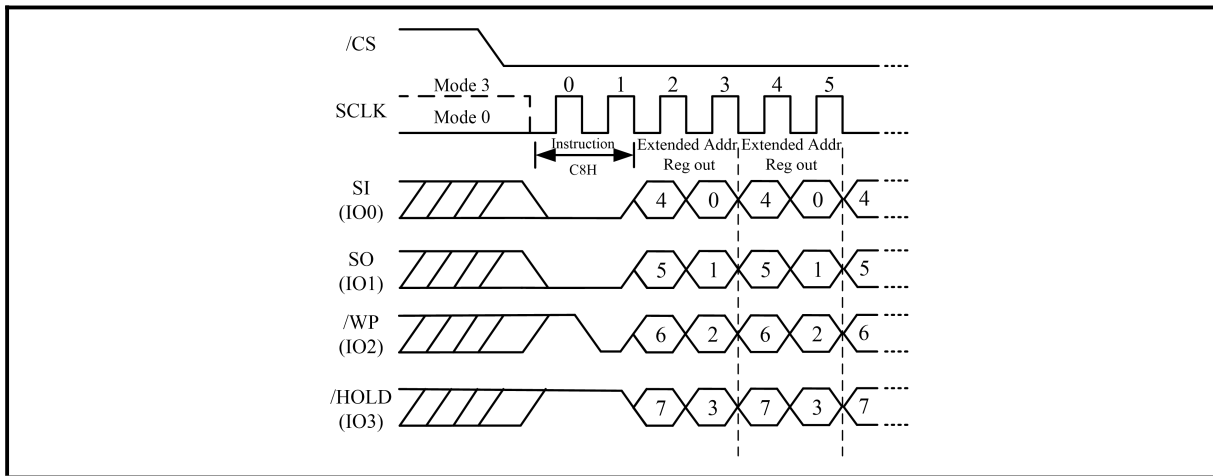 /CS
Mode 3
0 1 2 3 4 5
SCLK
Mode 0
Instruction
C8H
Extended Addr
Reg out
Extended Addr
Reg out
SI
(IO0)
4 0 4 0 4
SO
(IO1)
5 1 5 1 5
/WP
(IO2)
6 2 6 2 6
/HOLD
(IO3)
7 3 7 3 7